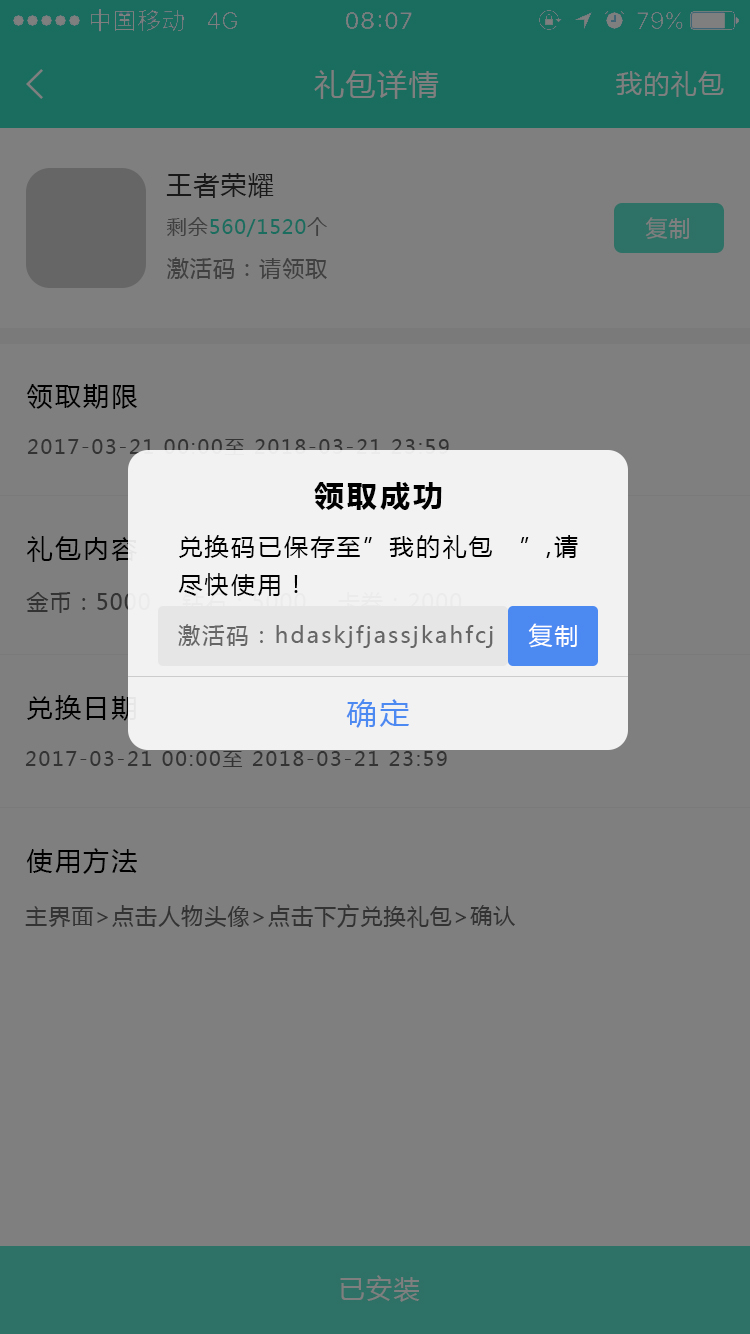 中国移动 4G 08:07 79%
礼包详情 我的礼包
王者荣耀
剩余560/1520个
复制
激活码：请领取
领取期限
2017-03-21 00:00至 2018-03-21 23:59
领取成功
礼包内容
兑换码已保存至”我的礼包 ”,请
尽快使用！
金币：5000 5000 卡券：2000
激活码：hdaskjfjassjkahfcj 复制
兑换日期
确定
2017-03-21 00:00至 2018-03-21 23:59
使用方法
主界面>点击人物头像>点击下方兑换礼包>确认
已安装